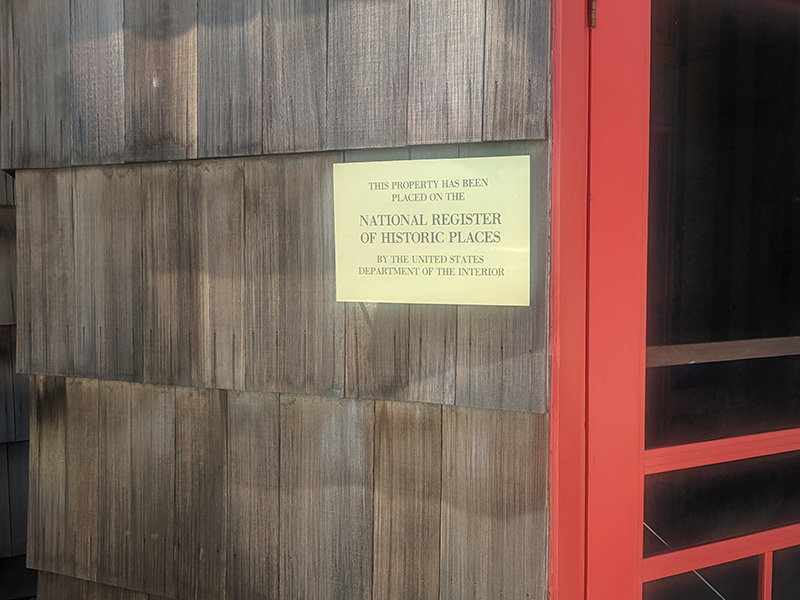 THIS PROPERTY HAS BEEN
PLACED ON THE
NATIONAL REGISTER
OF HISTORIC PLACES
BY THE UNITED STATES
DEPARTMENT OF THE INTERIOR